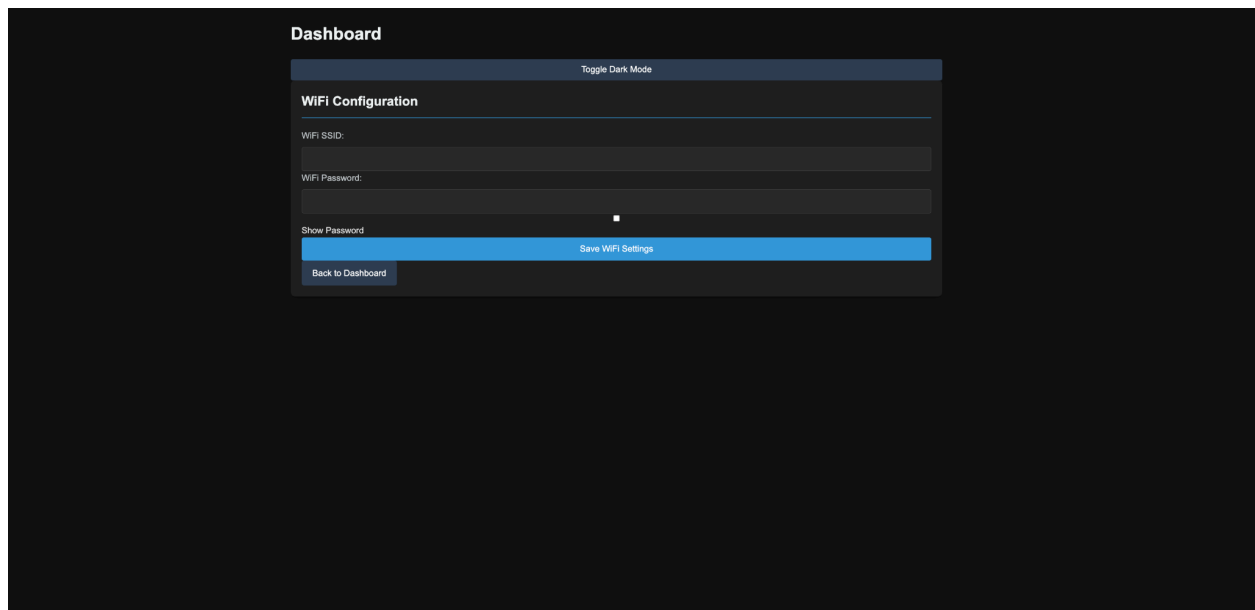 Dashboard
Toggle Dark Mode
WiFi Configuration
WiFi SSID:
WiFi Password:
Show Password
Save WiFi Settings
Back to Dashboard